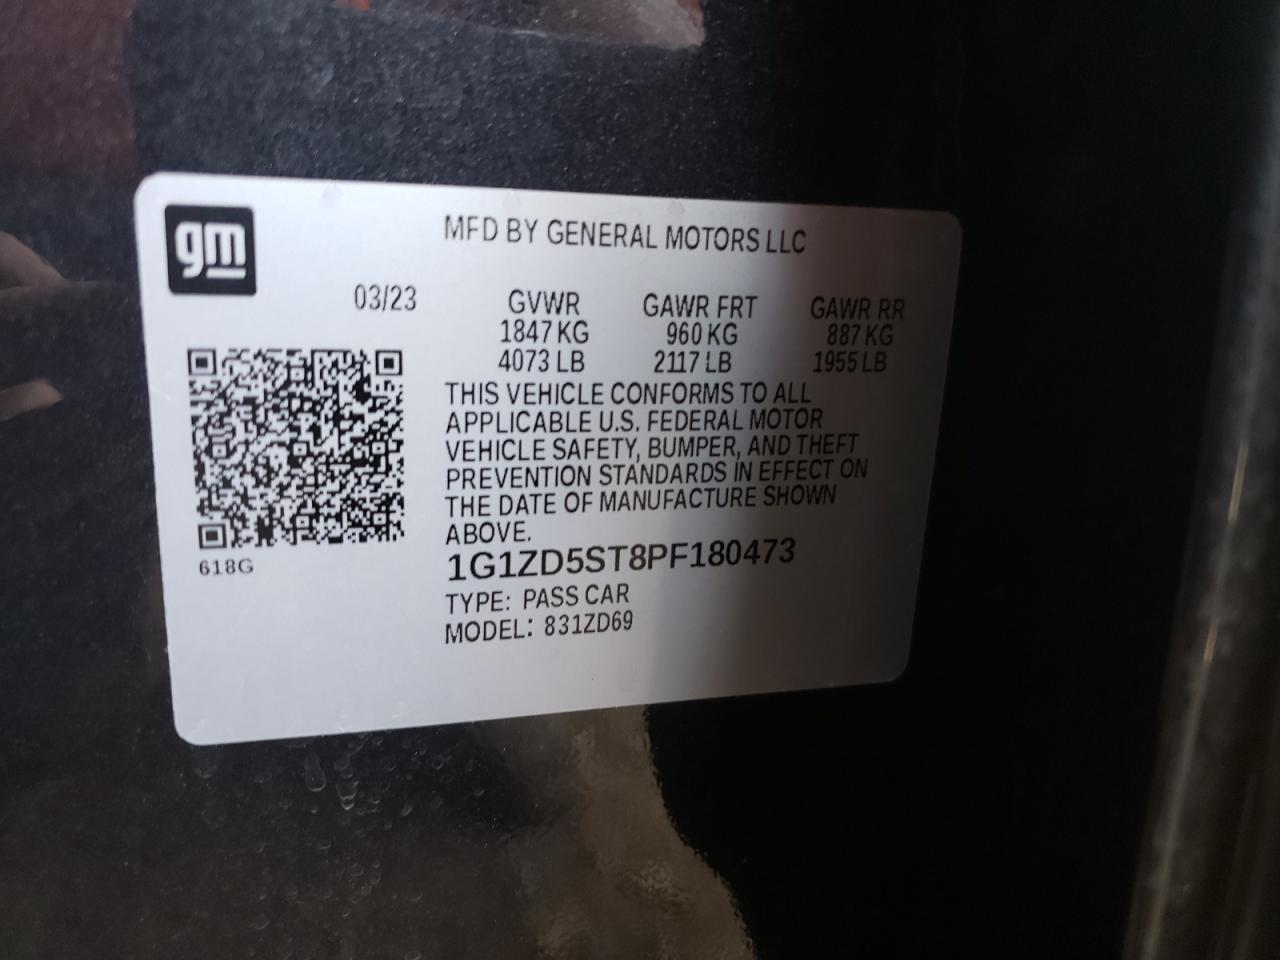 gm
MFD BY GENERAL MOTORS LLC
03/23 GVWR GAWR FRT GAWR RR
1847 KG 960 KG 887 KG
4073 LB 2117 LB 1955 LB
THIS VEHICLE CONFORMS TO ALL
APPLICABLE U.S. FEDERAL MOTOR
VEHICLE SAFETY, BUMPER, AND THEFT
PREVENTION STANDARDS IN EFFECT ON
THE DATE OF MANUFACTURE SHOWN
ABOVE.
618G
1G1ZD5ST8PF180473
TYPE: PASS CAR
MODEL: 831ZD69